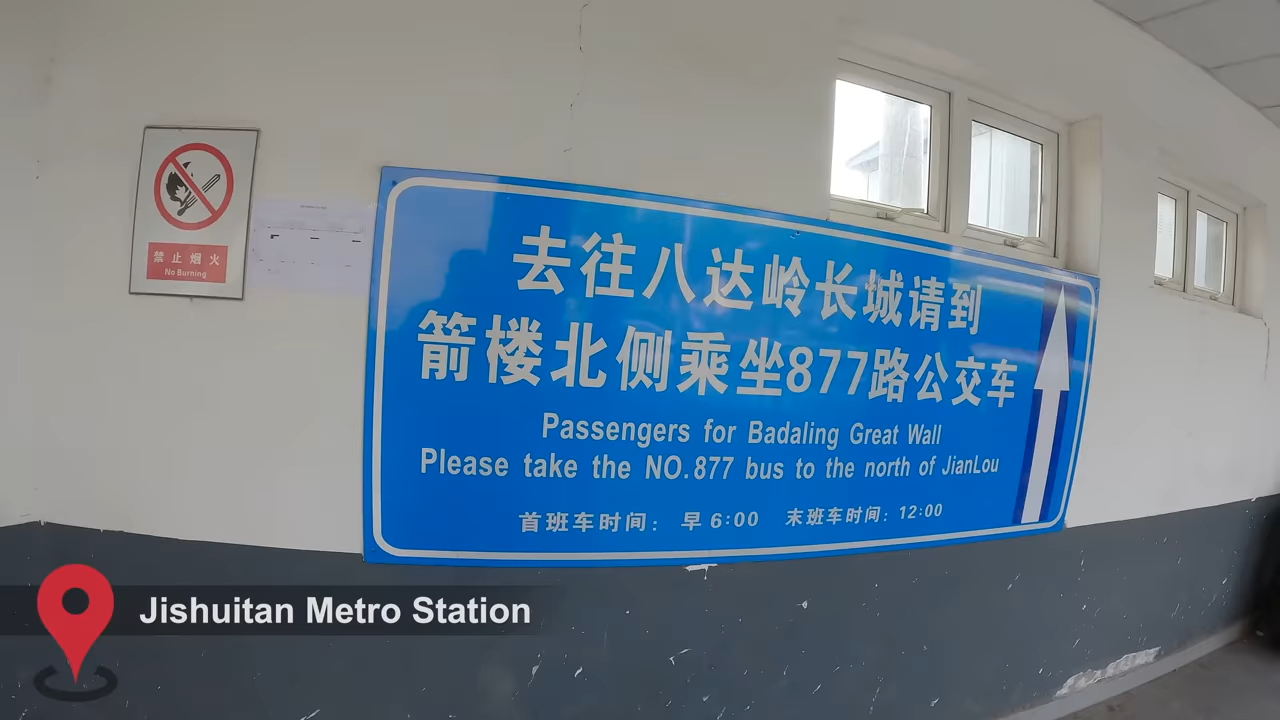 禁止烟火
No Burning
去往八达岭长城请到
箭楼北侧乘坐877路公交车
Passengers for Badaling Great Wall
Please take the NO.877 bus to the north of JianLou
首班车时间: 早6:00 末班车时间: 12:00
Jishuitan Metro Station